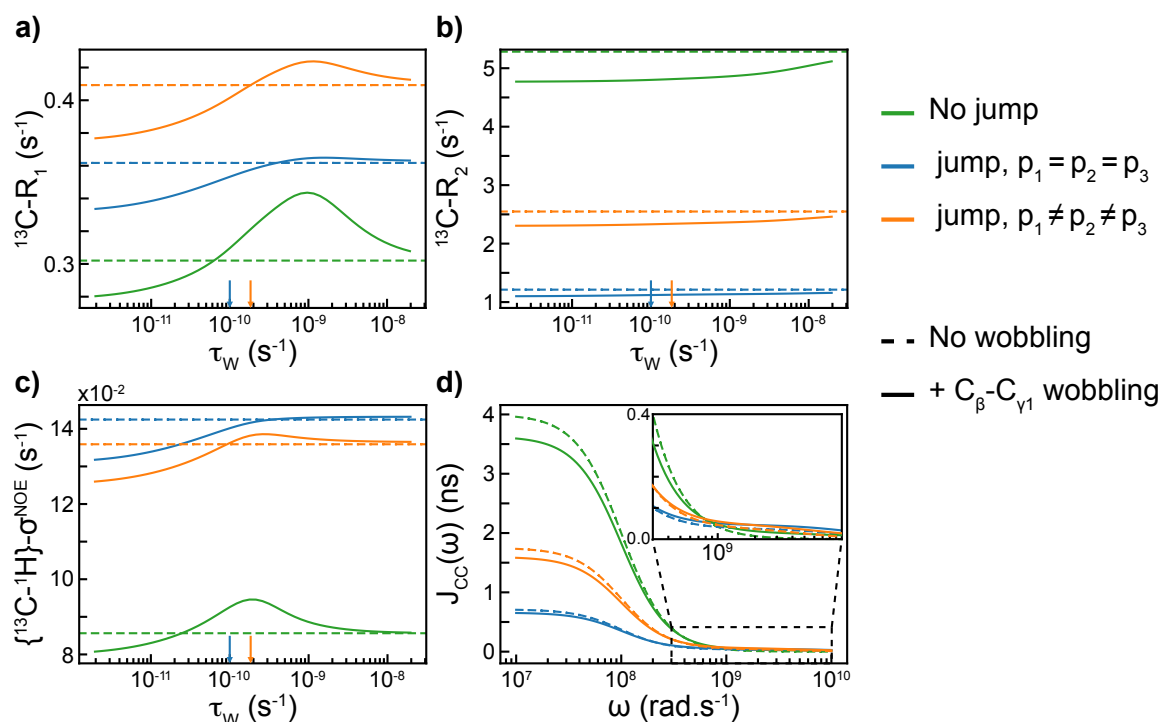 a)
¹³C-R₁ (s⁻¹)
0.4
0.3
10⁻¹¹
10⁻¹⁰
10⁻⁹
10⁻⁸
τ_W (s⁻¹)
b)
¹³C-R₂ (s⁻¹)
5
4
3
2
1
10⁻¹¹
10⁻¹⁰
10⁻⁹
10⁻⁸
τ_W (s⁻¹)
No jump
jump, p₁ = p₂ = p₃
jump, p₁ ≠ p₂ ≠ p₃
No wobbling
+ C_β-C_γ1 wobbling
c)
x10⁻²
{¹³C-¹H}-σ^NOE (s⁻¹)
14
12
10
8
10⁻¹¹
10⁻¹⁰
10⁻⁹
10⁻⁸
τ_W (s⁻¹)
d)
J_CC(ω) (ns)
4
3
2
1
0
0.4
0.0
10⁹
10⁷
10⁸
10⁹
10¹⁰
ω (rad.s⁻¹)